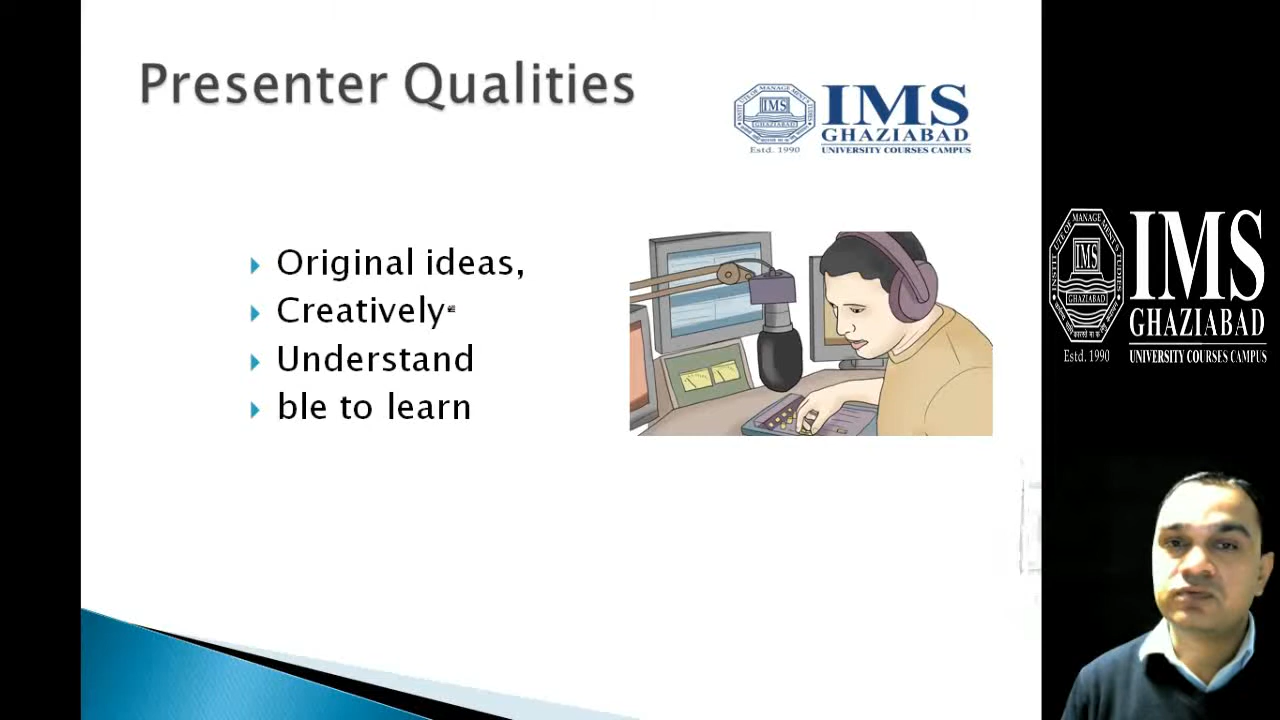 Presenter Qualities
IMS
GHAZIABAD
Estd. 1990
UNIVERSITY COURSES CAMPUS
Original ideas,
Creatively
Understand
ble to learn
IMS
GHAZIABAD
Estd. 1990
UNIVERSITY COURSES CAMPUS